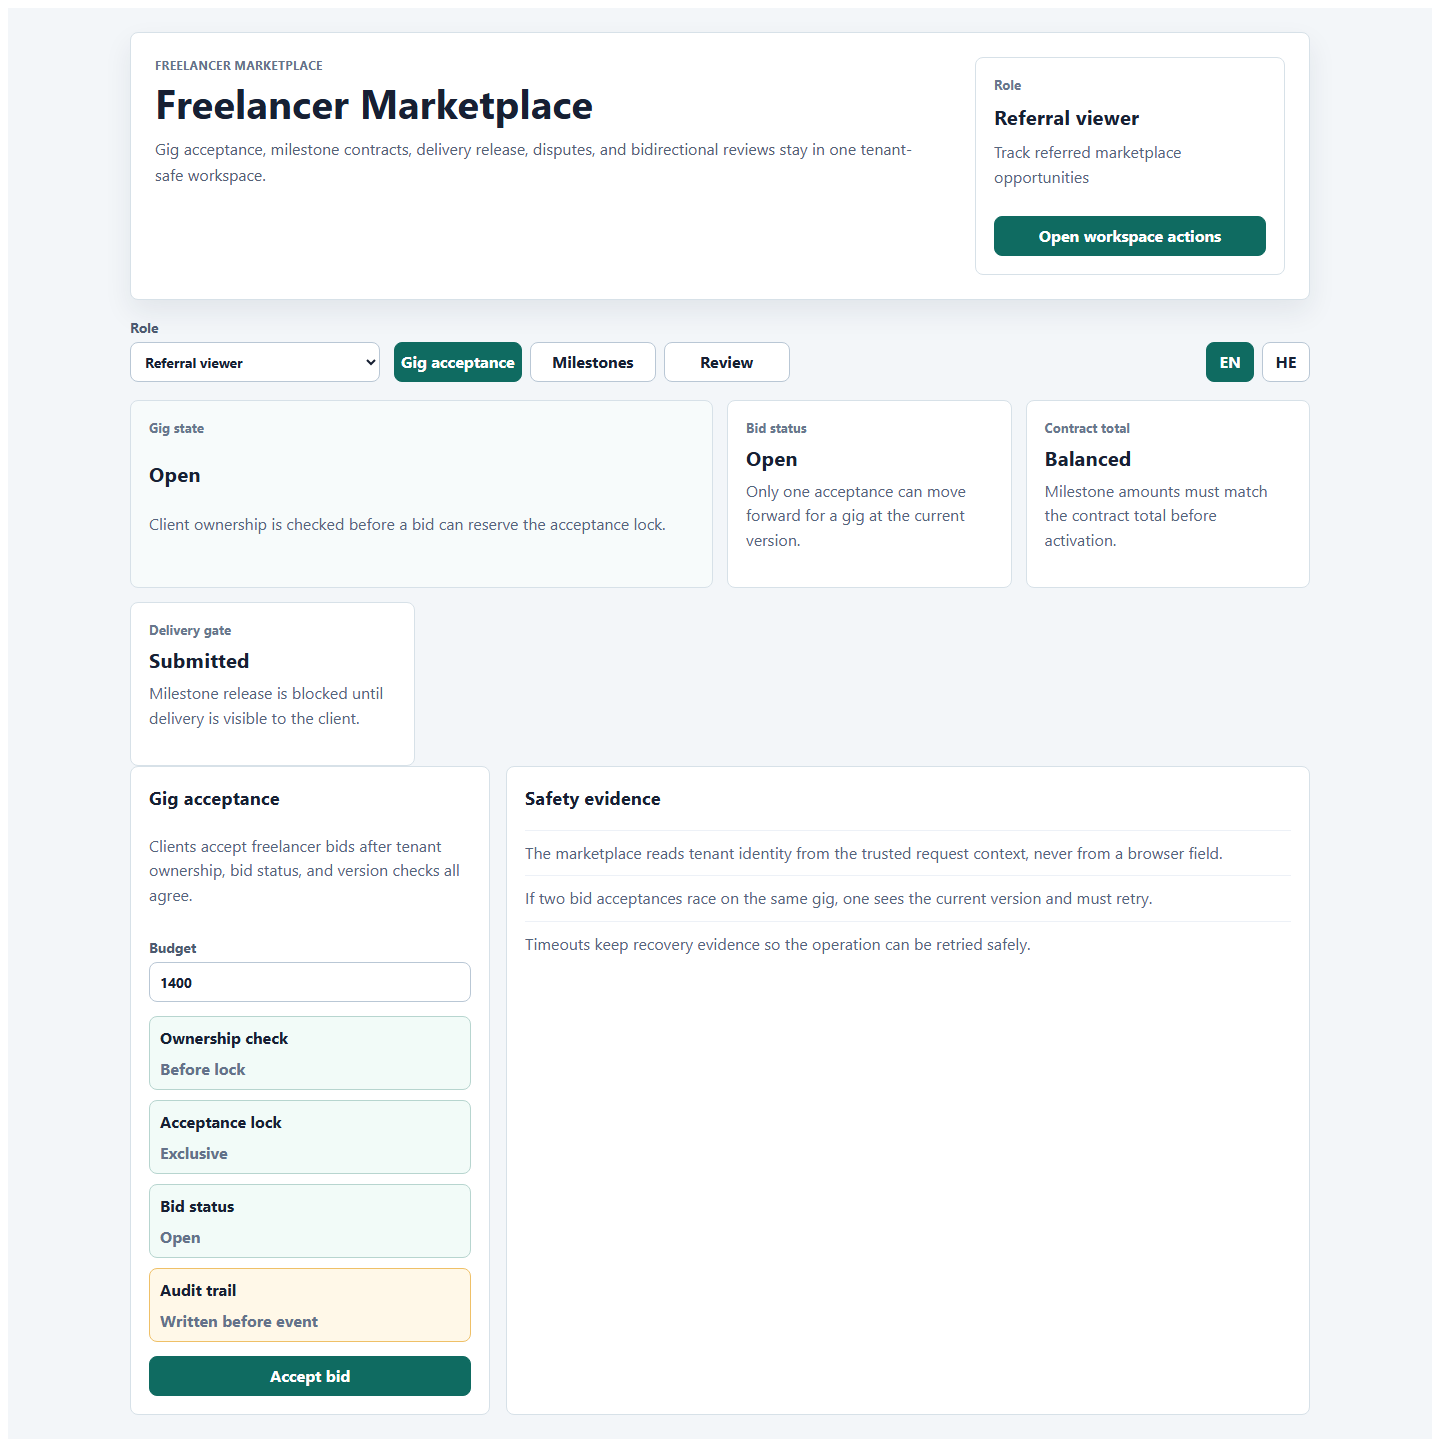 FREELANCER MARKETPLACE
Freelancer Marketplace
Gig acceptance, milestone contracts, delivery release, disputes, and bidirectional reviews stay in one tenant-
safe workspace.
Role
Referral viewer
Track referred marketplace
opportunities
Open workspace actions
Role
Referral viewer
Gig acceptance
Milestones
Review
EN
HE
Gig state
Open
Client ownership is checked before a bid can reserve the acceptance lock.
Bid status
Open
Only one acceptance can move
forward for a gig at the current
version.
Contract total
Balanced
Milestone amounts must match
the contract total before
activation.
Delivery gate
Submitted
Milestone release is blocked until
delivery is visible to the client.
Gig acceptance
Clients accept freelancer bids after tenant
ownership, bid status, and version checks all
agree.
Budget
1400
Ownership check
Before lock
Acceptance lock
Exclusive
Bid status
Open
Audit trail
Written before event
Accept bid
Safety evidence
The marketplace reads tenant identity from the trusted request context, never from a browser field.
If two bid acceptances race on the same gig, one sees the current version and must retry.
Timeouts keep recovery evidence so the operation can be retried safely.